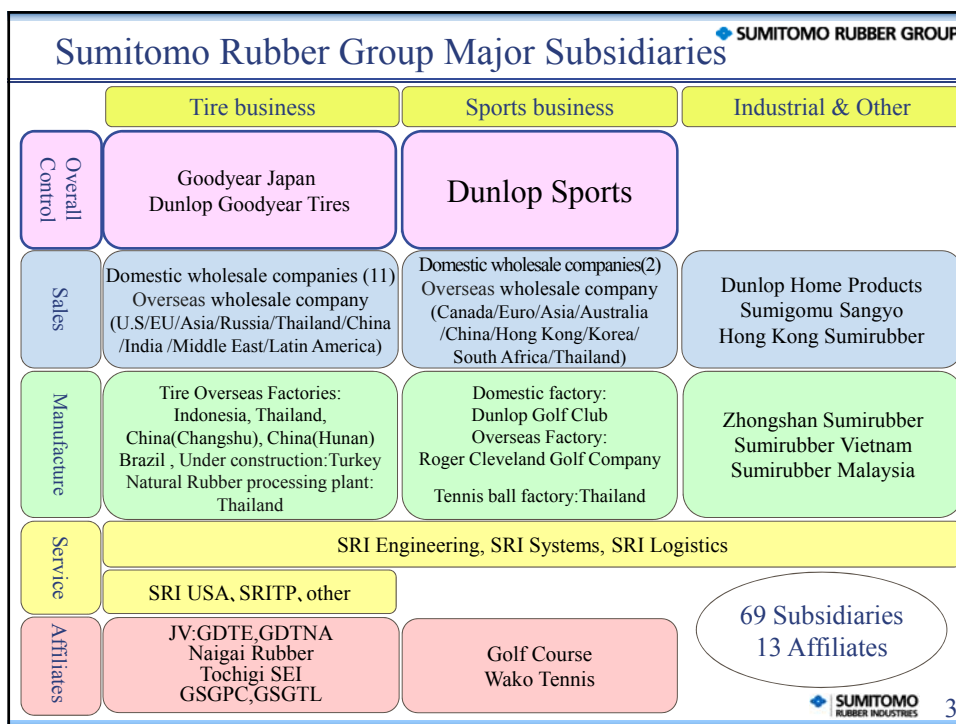 Sumitomo Rubber Group Major Subsidiaries
SUMITOMO RUBBER GROUP
Tire business
Sports business
Industrial & Other
Overall
Control
Goodyear Japan
Dunlop Goodyear Tires
Dunlop Sports
Sales
Domestic wholesale companies (11)
Overseas wholesale company
(U.S/EU/Asia/Russia/Thailand/China
/India /Middle East/Latin America)
Domestic wholesale companies(2)
Overseas wholesale company
(Canada/Euro/Asia/Australia
/China/Hong Kong/Korea/
South Africa/Thailand)
Dunlop Home Products
Sumigomu Sangyo
Hong Kong Sumirubber
Manufacture
Tire Overseas Factories:
Indonesia, Thailand,
China(Changshu), China(Hunan)
Brazil , Under construction:Turkey
Natural Rubber processing plant:
Thailand
Domestic factory:
Dunlop Golf Club
Overseas Factory:
Roger Cleveland Golf Company
Tennis ball factory:Thailand
Zhongshan Sumirubber
Sumirubber Vietnam
Sumirubber Malaysia
Service
SRI Engineering, SRI Systems, SRI Logistics
SRI USA、SRITP、other
Affiliates
JV:GDTE,GDTNA
Naigai Rubber
Tochigi SEI
GSGPC,GSGTL
Golf Course
Wako Tennis
69 Subsidiaries
13 Affiliates
SUMITOMO
RUBBER INDUSTRIES
3